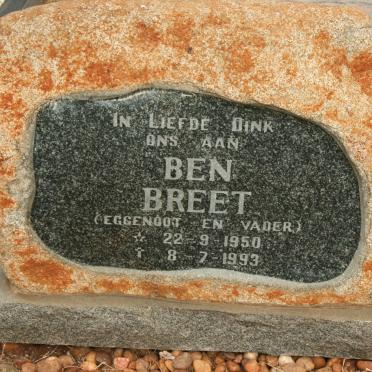 IN LIEFDE DINK
ONS AAN
BEN
BREET
(EGGENOOT EN VADER)
☆ 22-9-1950
† 8-7-1993